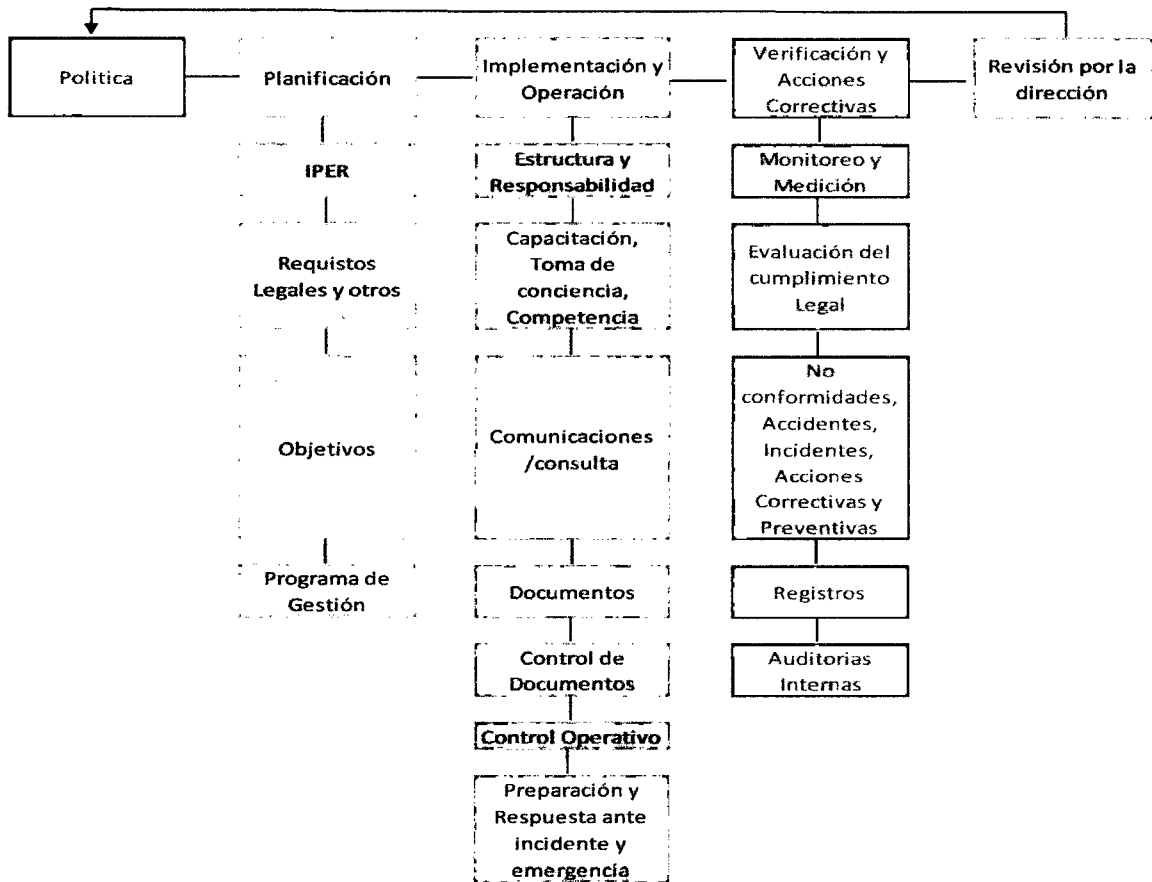 Politica
Planificación
IPER
Requistos
Legales y otros
Objetivos
Programa de
Gestión
Implementación y
Operación
Estructura y
Responsabilidad
Capacitación,
Toma de
conciencia,
Competencia
Comunicaciones
/consulta
Documentos
Control de
Documentos
Control Operativo
Preparación y
Respuesta ante
incidente y
emergencía
Verificación y
Acciones
Correctivas
Monitoreo y
Medición
Evaluación del
cumplimiento
Legal
No
conformidades,
Accidentes,
Incidentes,
Acciones
Correctivas y
Preventivas
Registros
Auditorias
Internas
Revisión por la
dirección